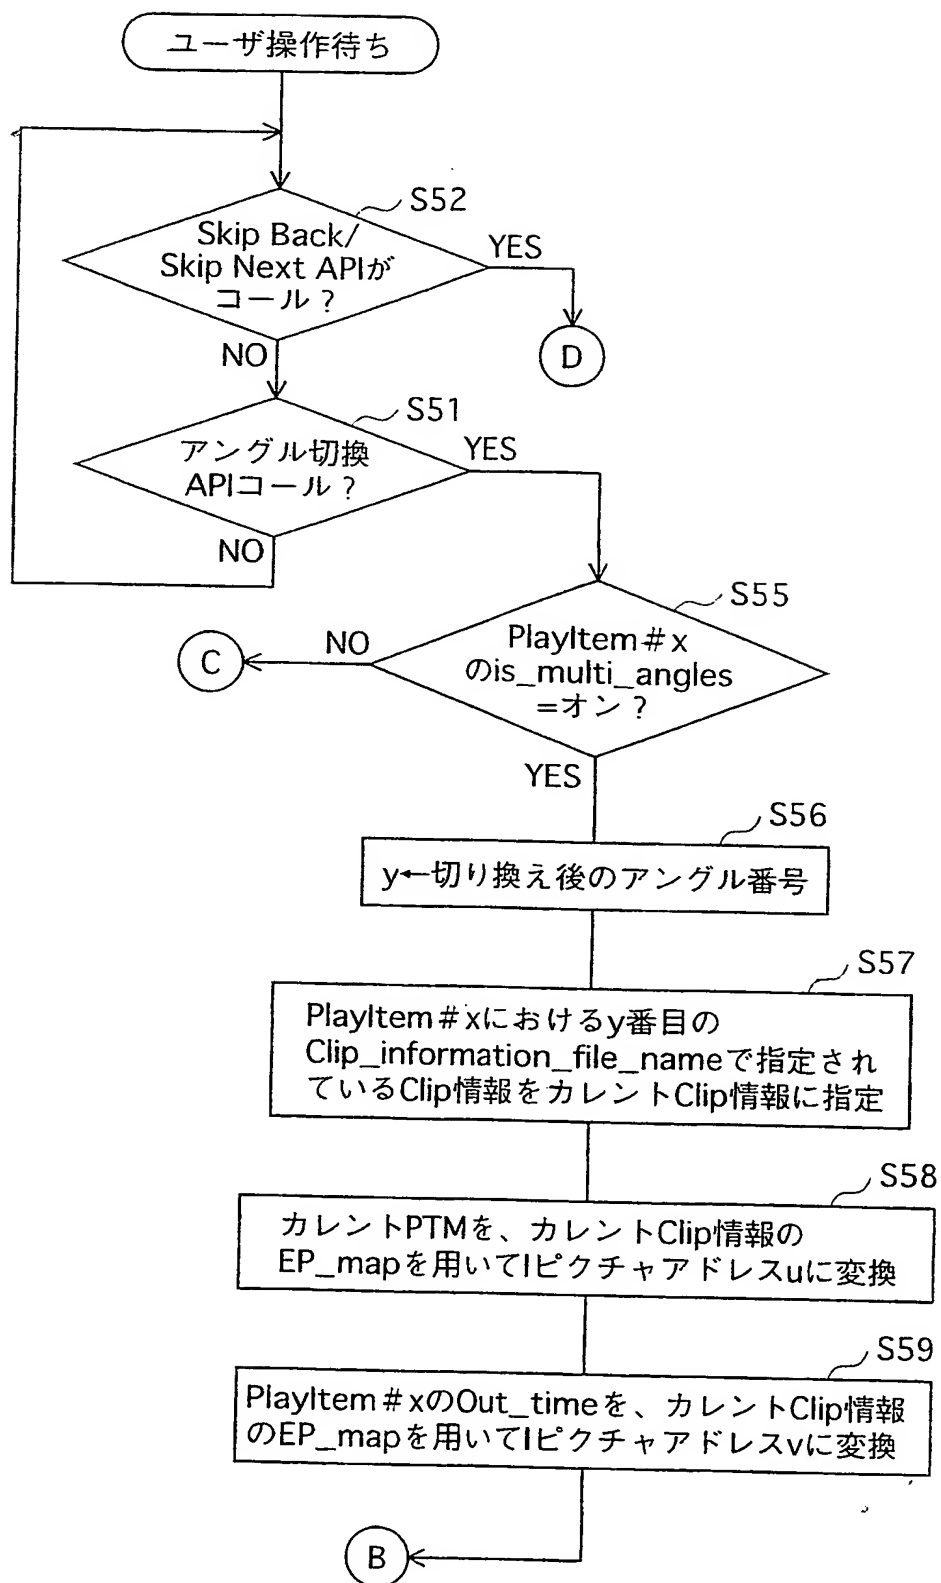 ユーザ操作待ち
S52
Skip Back/
Skip Next APIが
コール?
YES
D
NO
S51
アングル切換
APIコール?
YES
NO
S55
PlayItem#x
のis_multi_angles
=オン?
NO
C
YES
S56
y←切り換え後のアングル番号
S57
PlayItem#xにおけるy番目の
Clip_information_file_nameで指定され
ているClip情報をカレントClip情報に指定
S58
カレントPTMを、カレントClip情報の
EP_mapを用いてIピクチャアドレスuに変換
S59
PlayItem#xのOut_timeを、カレントClip情報
のEP_mapを用いてIピクチャアドレスvに変換
B